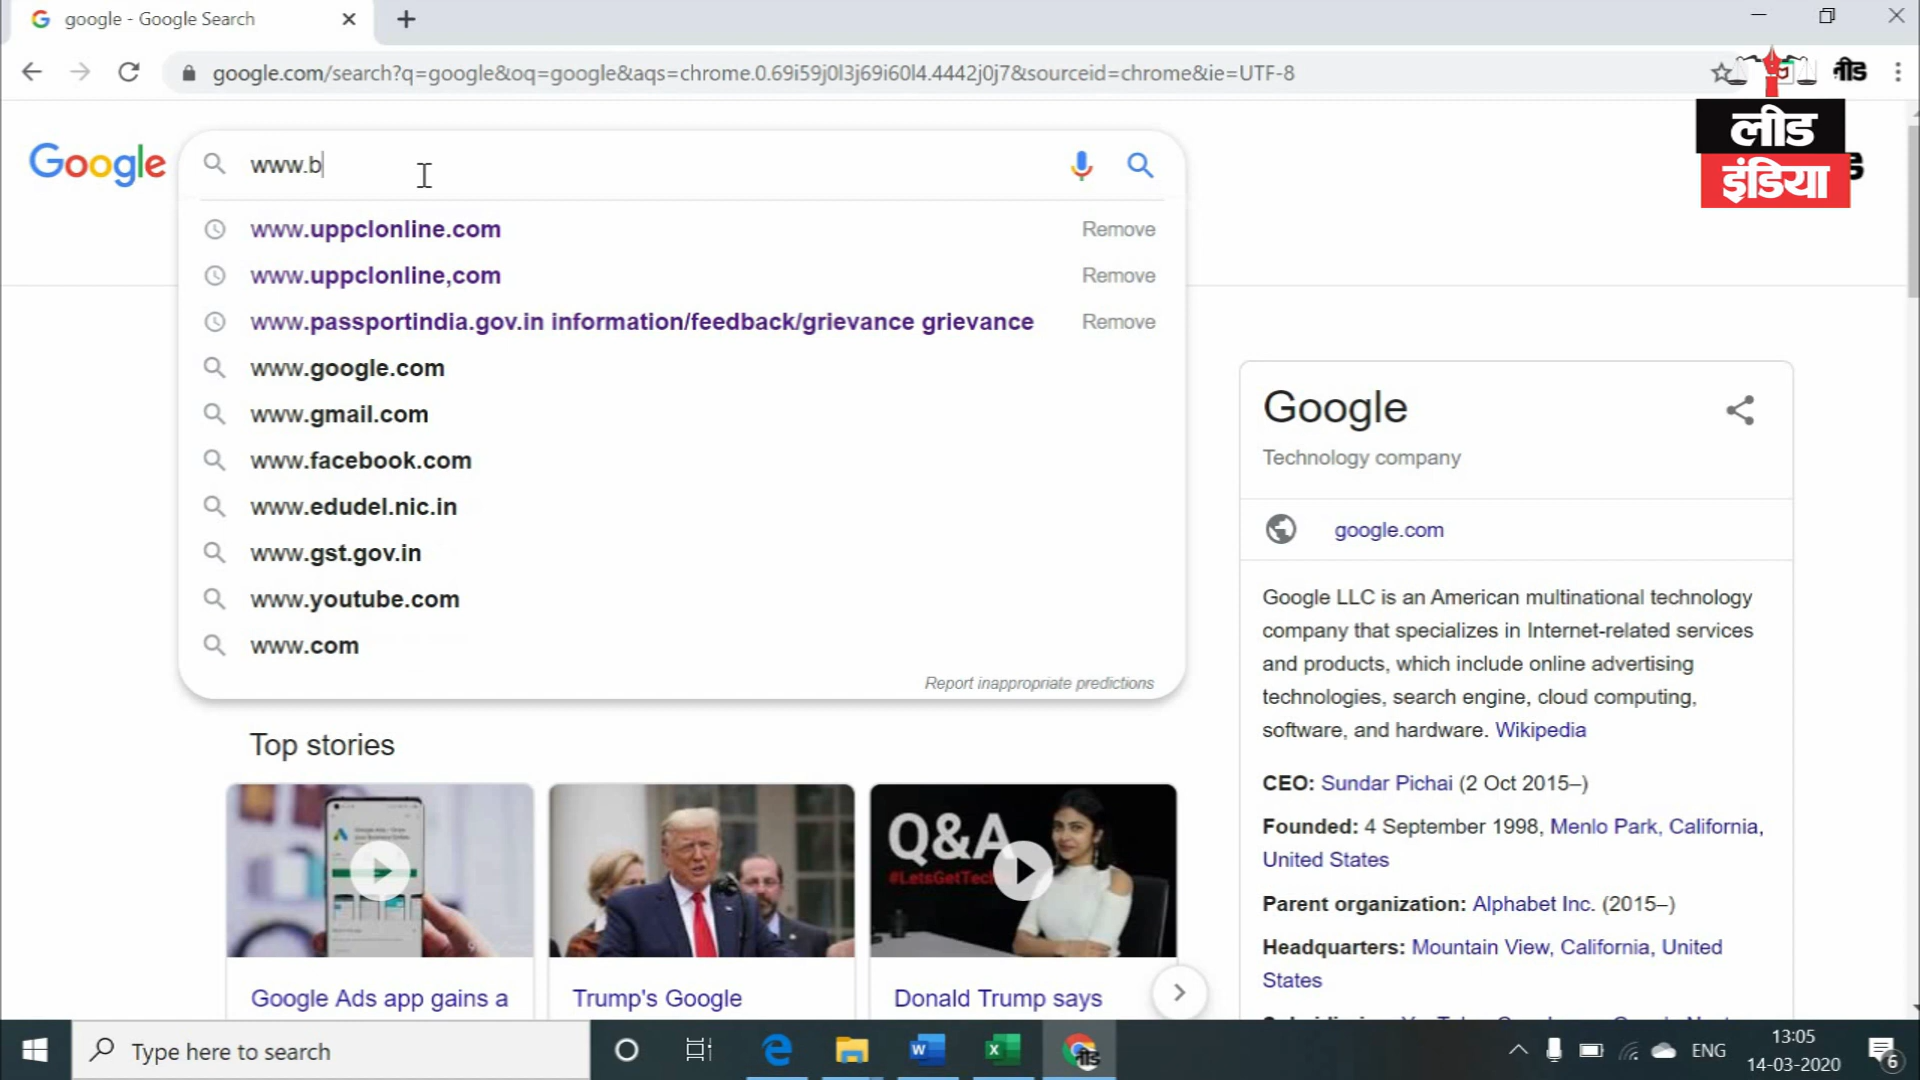 google - Google Search
google.com/search?q=google&oq=google&aqs=chrome.0.69i59j0l3j69i60l4.4442j0j7&sourceid=chrome&ie=UTF-8
लीड
इंडिया
Google
www.b
www.uppclonline.com Remove
www.uppclonline,com Remove
www.passportindia.gov.in information/feedback/grievance grievance Remove
www.google.com
www.gmail.com
www.facebook.com
www.edudel.nic.in
www.gst.gov.in
www.youtube.com
www.com
Report inappropriate predictions
Top stories
Q&A
Google Ads app gains a
Trump's Google
Donald Trump says
Google
Technology company
google.com
Google LLC is an American multinational technology
company that specializes in Internet-related services
and products, which include online advertising
technologies, search engine, cloud computing,
software, and hardware. Wikipedia
CEO: Sundar Pichai (2 Oct 2015–)
Founded: 4 September 1998, Menlo Park, California,
United States
Parent organization: Alphabet Inc. (2015–)
Headquarters: Mountain View, California, United
States
Type here to search
ENG
13:05
14-03-2020
6